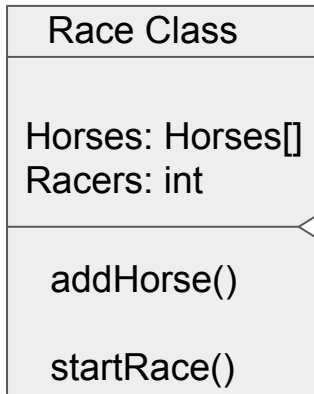 Race Class
Horses: Horses[]
Racers: int
addHorse()
startRace()